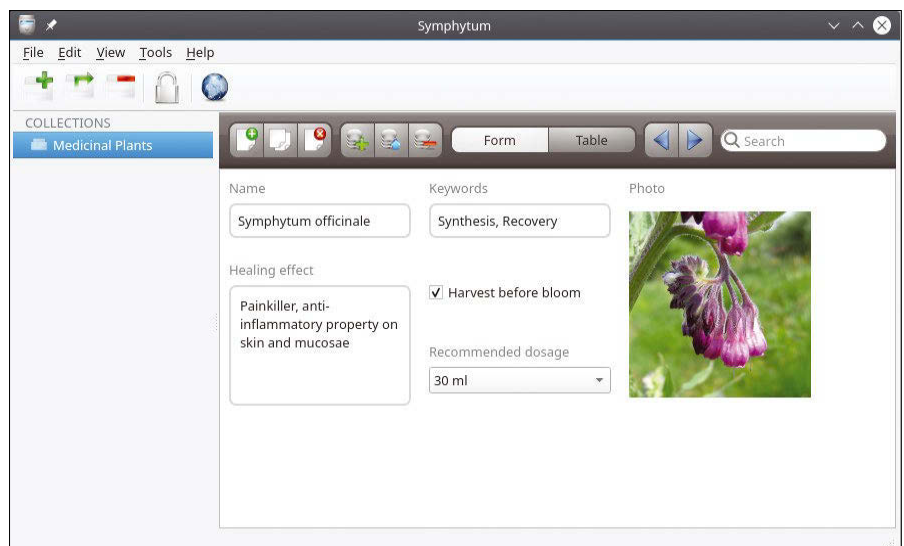 Symphytum
File Edit View Tools Help
COLLECTIONS
Medicinal Plants
Form Table Search
Name Keywords Photo
Symphytum officinale Synthesis, Recovery
Healing effect
Harvest before bloom
Painkiller, anti-
inflammatory property on
skin and mucosae
Recommended dosage
30 ml